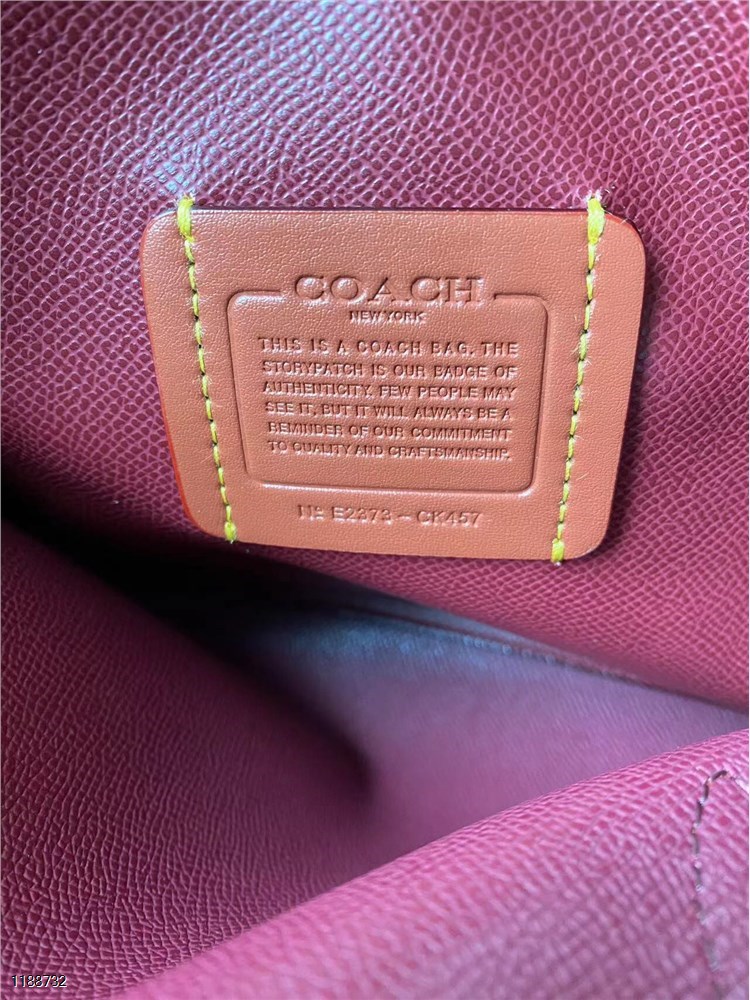 COACH
NEW YORK
THIS IS A COACH BAG. THE
STORYPATCH IS OUR BADGE OF
AUTHENTICITY. FEW PEOPLE MAY
SEE IT, BUT IT WILL ALWAYS BE A
REMINDER OF OUR COMMITMENT
TO QUALITY AND CRAFTSMANSHIP.
Nº E2373 - CK457
1188732